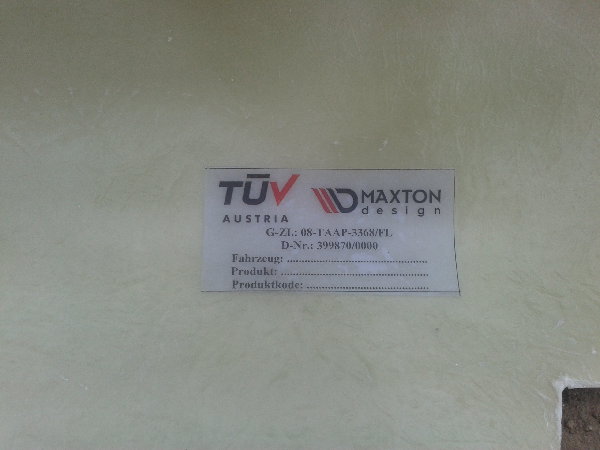 TÜV MAXTON
AUSTRIA design
G-ZL: 08-TAAP-3368/FL
D-Nr.: 399870/0000
Fahrzeug: ..........................................
Produkt: ............................................
Produktkode: ....................................